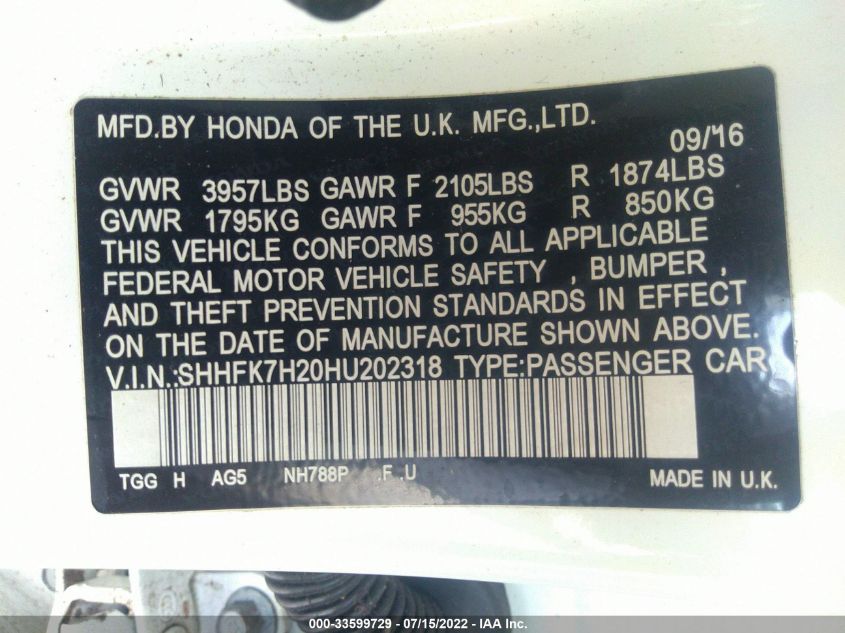 MFD.BY HONDA OF THE U.K. MFG.,LTD.
09/'16
GVWR 3957LBS GAWR F 2105LBS R 1874LBS
GVWR 1795KG GAWR F 955KG R 850KG
THIS VEHICLE CONFORMS TO ALL APPLICABLE
FEDERAL MOTOR VEHICLE SAFETY , BUMPER ,
AND THEFT PREVENTION STANDARDS IN EFFECT
ON THE DATE OF MANUFACTURE SHOWN ABOVE.
V.I.N.:SHHFK7H20HU202318 TYPE:PASSENGER CAR
TGG H AG5 NH788P .F .U MADE IN U.K.
000-33599729 - 07/15/2022 - IAA Inc.